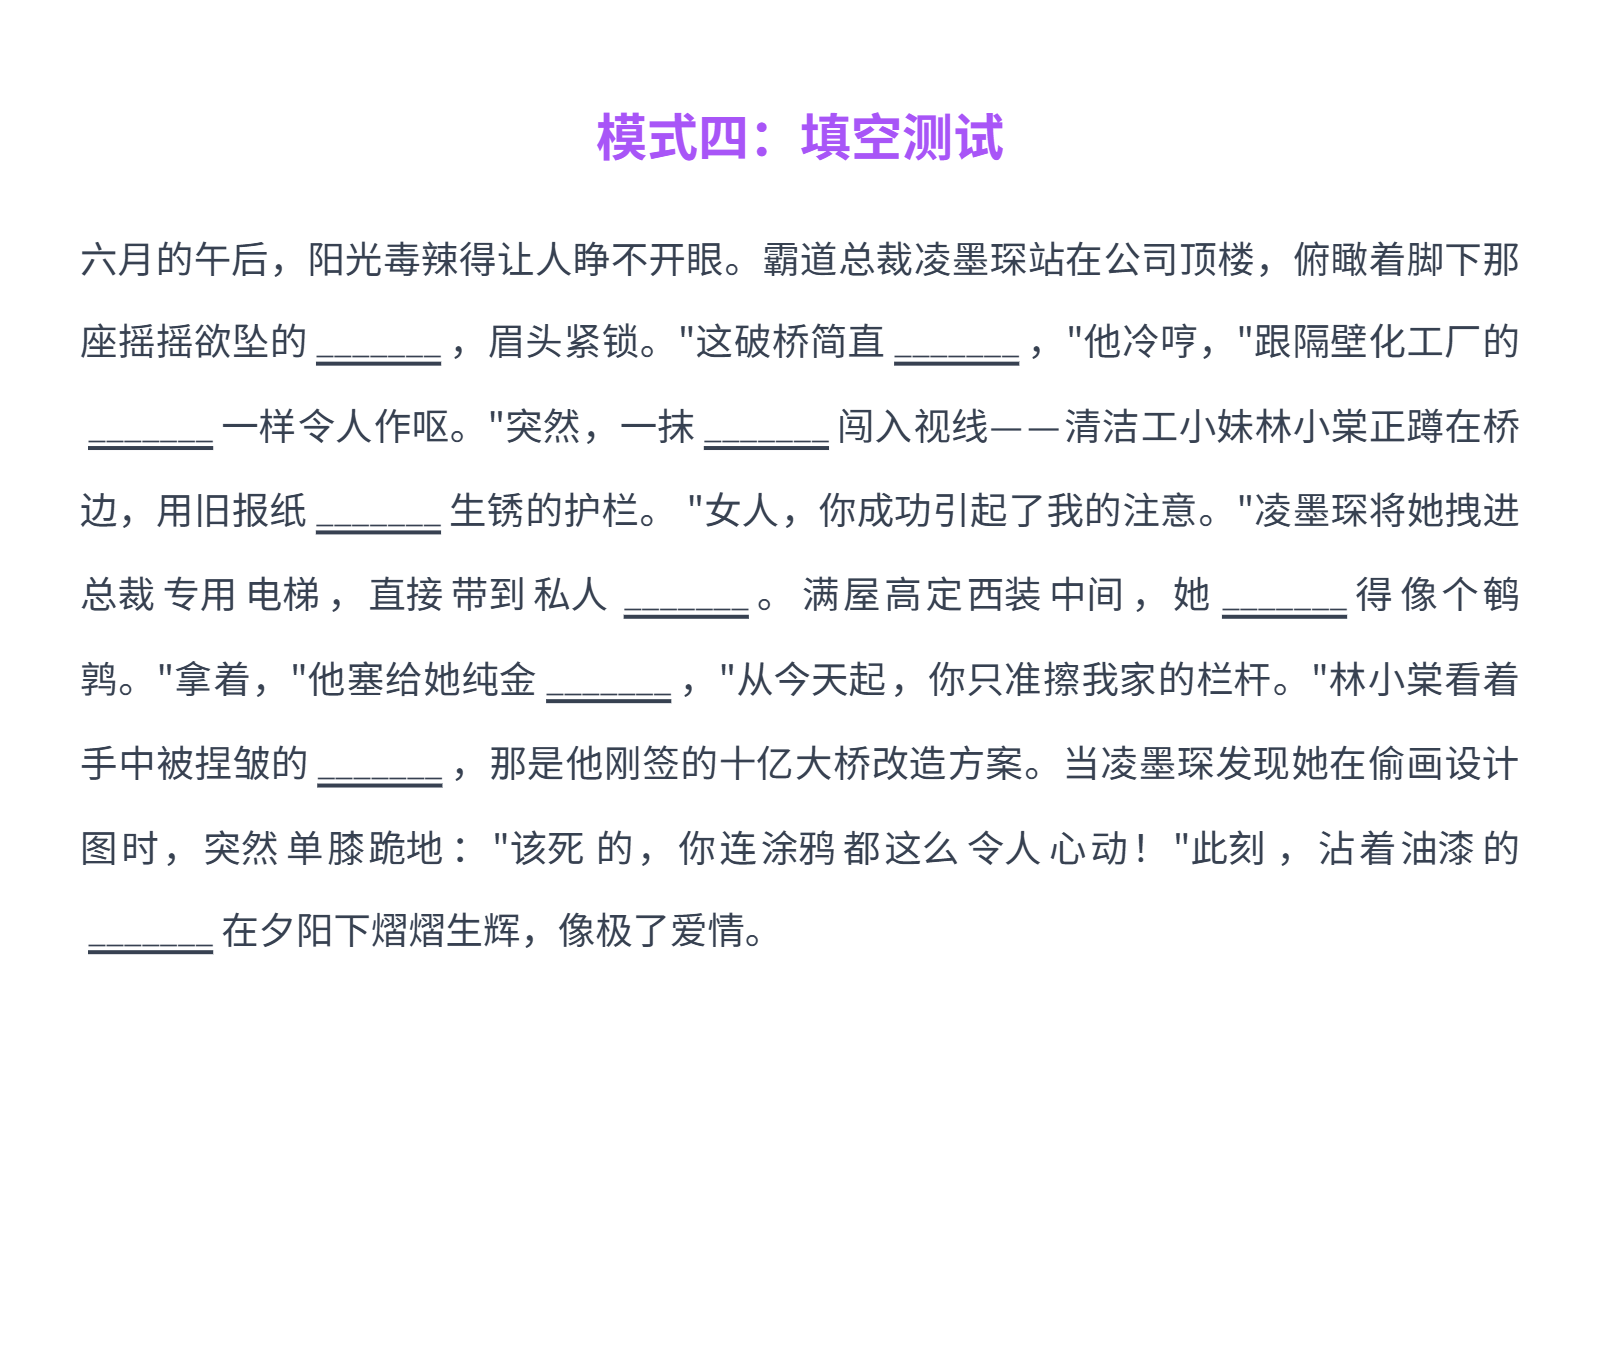 模式四：填空测试
六月的午后，阳光毒辣得让人睁不开眼。霸道总裁凌墨琛站在公司顶楼，俯瞰着脚下那
座摇摇欲坠的 _______ ，眉头紧锁。"这破桥简直 _______ ，"他冷哼，"跟隔壁化工厂的
_______ 一样令人作呕。"突然，一抹 _______ 闯入视线——清洁工小妹林小棠正蹲在桥
边，用旧报纸 _______ 生锈的护栏。 "女人，你成功引起了我的注意。"凌墨琛将她拽进
总裁专用电梯，直接带到私人 _______ 。满屋高定西装中间，她 _______ 得像个鹌
鹑。"拿着，"他塞给她纯金 _______ ，"从今天起，你只准擦我家的栏杆。"林小棠看着
手中被捏皱的 _______ ，那是他刚签的十亿大桥改造方案。当凌墨琛发现她在偷画设计
图时，突然单膝跪地："该死的，你连涂鸦都这么令人心动！"此刻，沾着油漆的
_______ 在夕阳下熠熠生辉，像极了爱情。